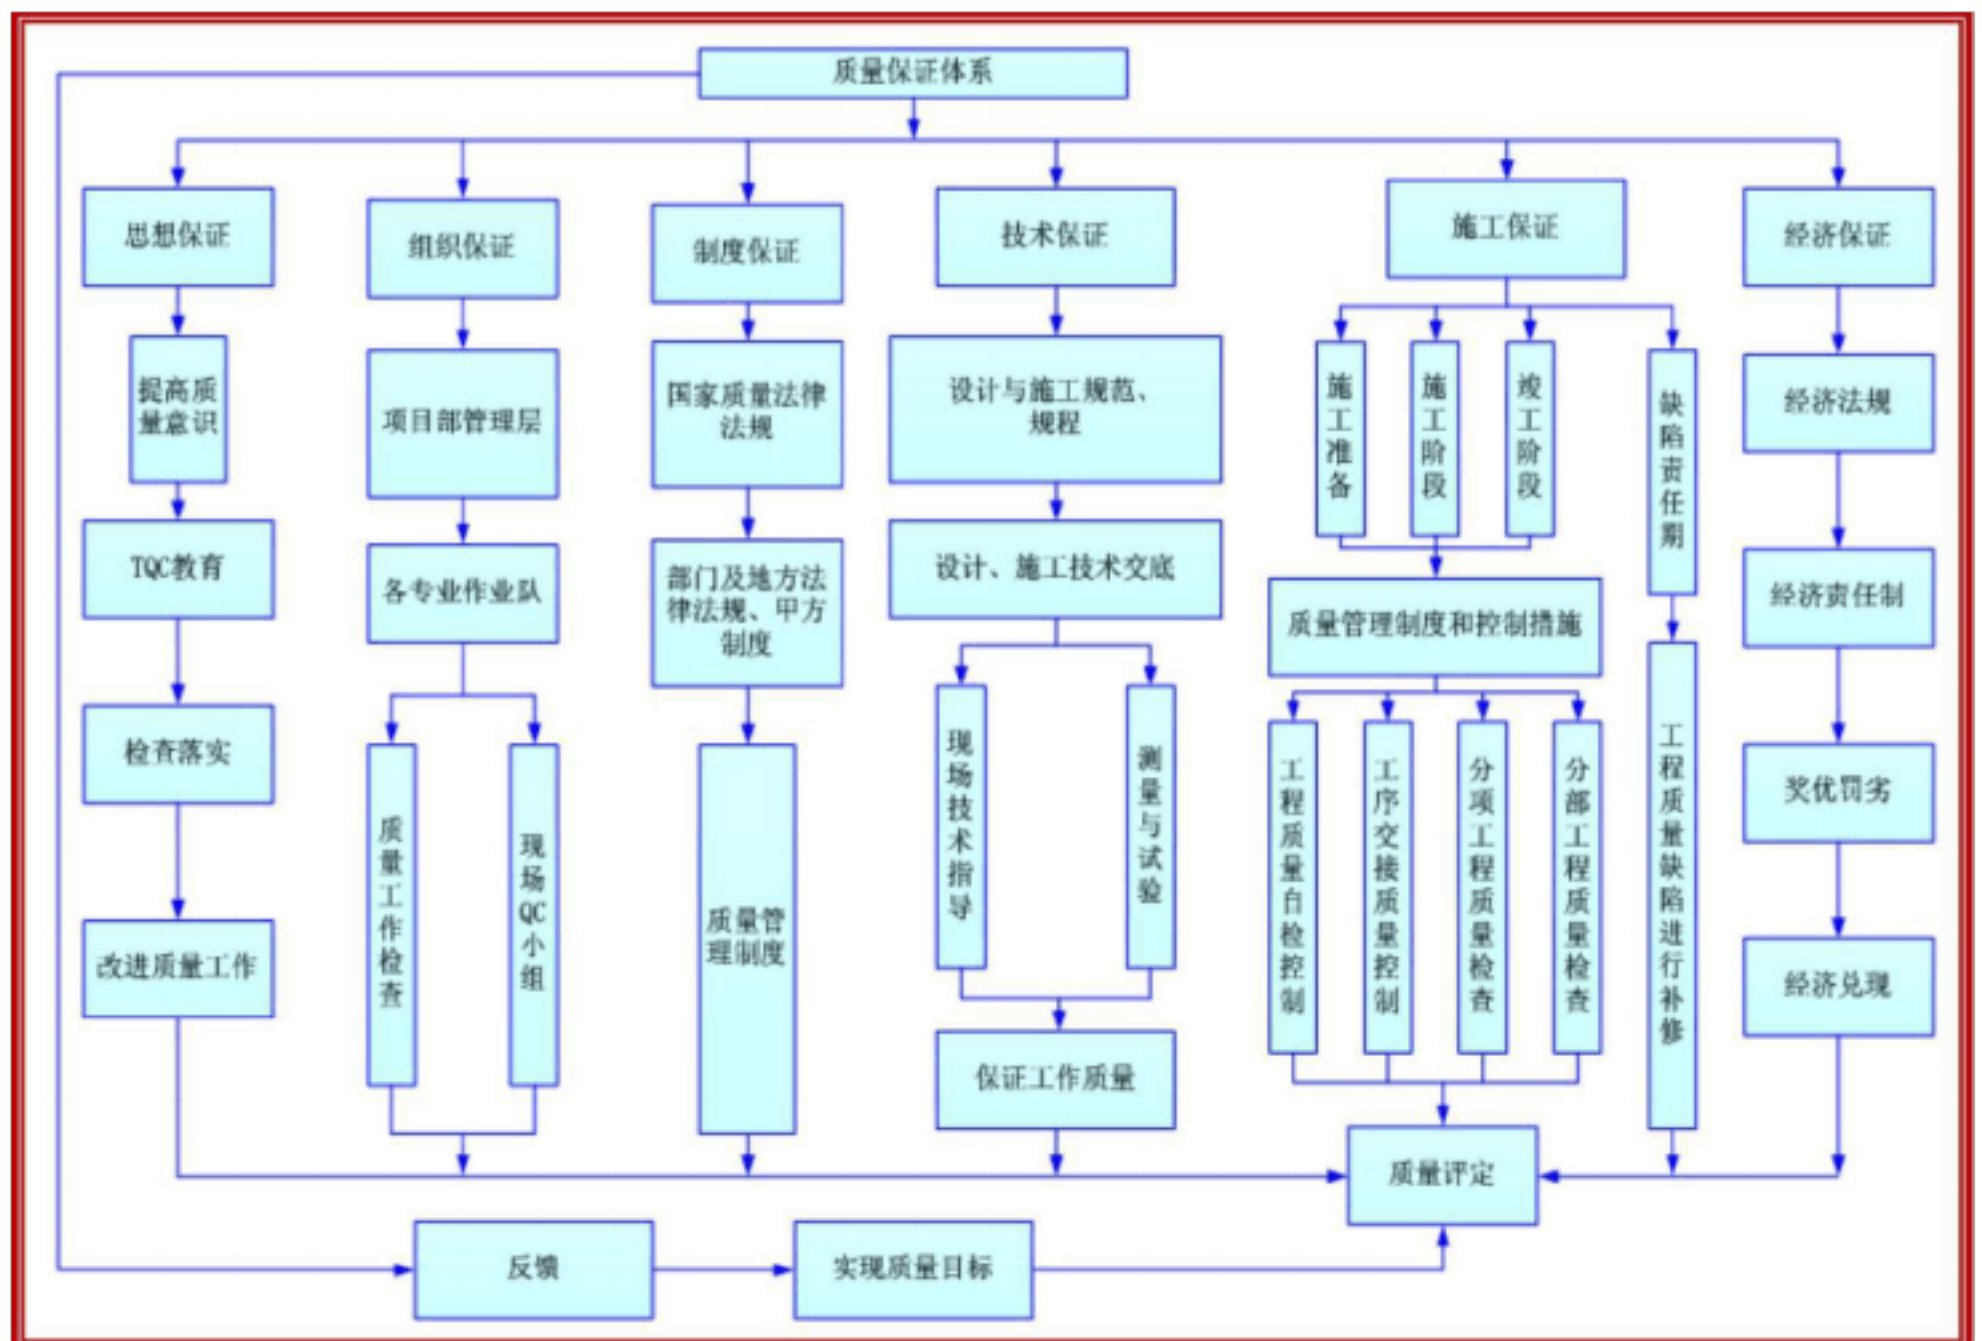 质量保证体系
思想保证
组织保证
制度保证
技术保证
施工保证
经济保证
提高质
量意识
项目部管理层
国家质量法律
法规
设计与施工规范、
规程
施工准备
施工阶段
竣工阶段
缺陷责任期
经济法规
TQC教育
各专业作业队
部门及地方法
律法规、甲方
制度
设计、施工技术交底
质量管理制度和控制措施
经济责任制
检查落实
质量工作检查
现场QC小组
质量管
理制度
现场技术指导
测量与试验
工程质量自检控制
工序交接质量控制
分项工程质量检查
分部工程质量检查
工程质量缺陷进行补修
奖优罚劣
改进质量工作
经济兑现
保证工作质量
质量评定
反馈
实现质量目标